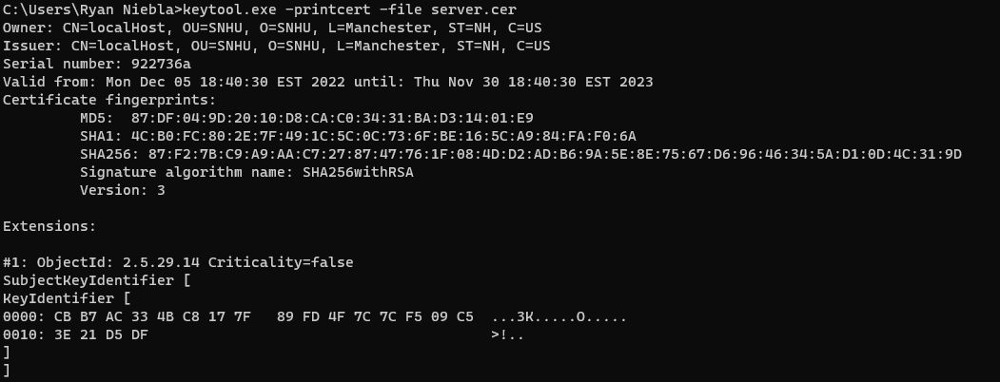 C:\Users\Ryan Niebla>keytool.exe -printcert -file server.cer
Owner: CN=localHost, OU=SNHU, O=SNHU, L=Manchester, ST=NH, C=US
Issuer: CN=localHost, OU=SNHU, O=SNHU, L=Manchester, ST=NH, C=US
Serial number: 922736a
Valid from: Mon Dec 05 18:40:30 EST 2022 until: Thu Nov 30 18:40:30 EST 2023
Certificate fingerprints:
MD5:  87:DF:04:9D:20:10:D8:CA:C0:34:31:BA:D3:14:01:E9
SHA1: 4C:B0:FC:80:2E:7F:49:1C:5C:0C:73:6F:BE:16:5C:A9:84:FA:F0:6A
SHA256: 87:F2:7B:C9:A9:AA:C7:27:87:47:76:1F:08:4D:D2:AD:B6:9A:5E:8E:75:67:D6:96:46:34:5A:D1:0D:4C:31:9D
Signature algorithm name: SHA256withRSA
Version: 3
Extensions:
#1: ObjectId: 2.5.29.14 Criticality=false
SubjectKeyIdentifier [
KeyIdentifier [
0000: CB B7 AC 33 4B C8 17 7F   89 FD 4F 7C 7C F5 09 C5  ...3K.....O.....
0010: 3E 21 D5 DF                                        >!..
]
]